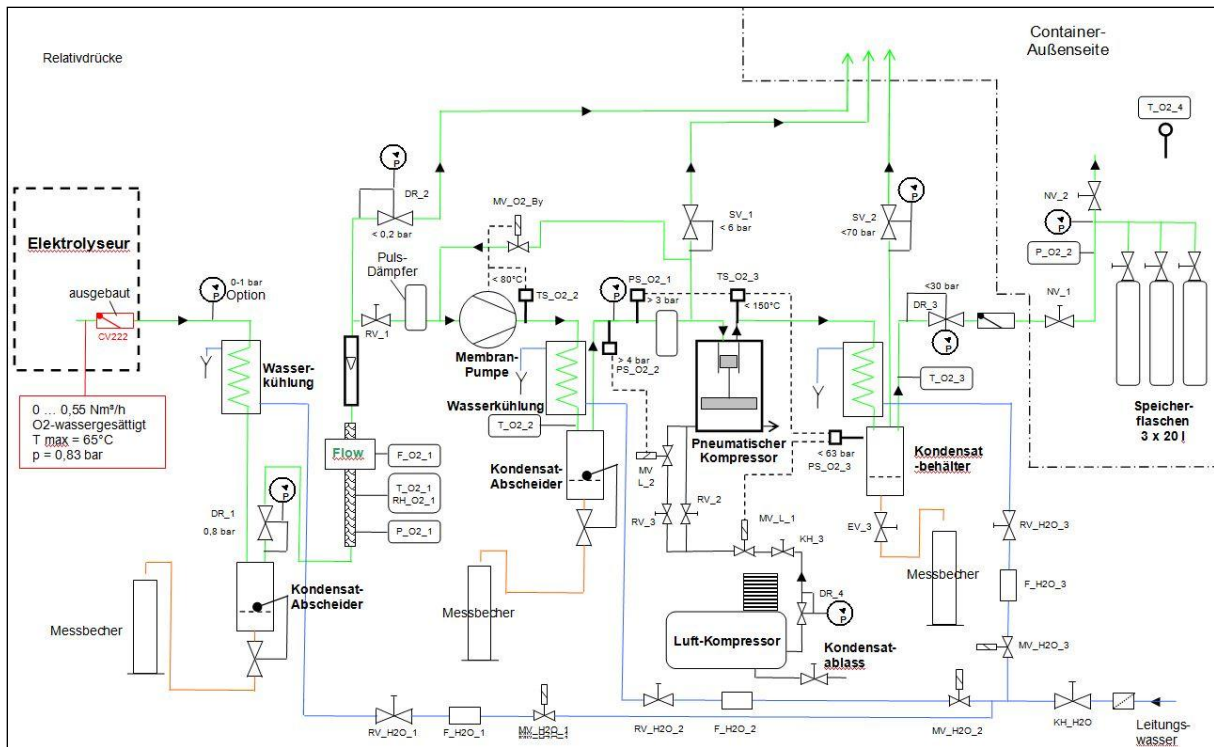 Relativdrücke
Container-
Außenseite
T_O2_4
P
DR_2
< 0,2 bar
MV_O2_By
SV_1
< 6 bar
P
SV_2
<70 bar
NV_2
P
P_O2_2
Elektrolyseur
ausgebaut
CV222
P
0-1 bar
Option
Puls-
Dämpfer
RV_1
< 80°C
TS_O2_2
Membran-
Pumpe
P
PS_O2_1
> 3 bar
TS_O2_3
< 150°C
<30 bar
DR_3
P
NV_1
> 4 bar
PS_O2_2
Wasser-
kühlung
Wasserkühlung
T_O2_2
T_O2_3
0 ... 0,55 Nm³/h
O2-wassergesättigt
T max = 65°C
p = 0,83 bar
Speicher-
flaschen
3 x 20 l
Pneumatischer
Kompressor
< 63 bar
PS_O2_3
Kondensat
-behälter
Flow
F_O2_1
T_O2_1
RH_O2_1
P_O2_1
Kondensat-
Abscheider
MV
L_2
RV_3
RV_2
MV_L_1
KH_3
EV_3
RV_H2O_3
P
DR_1
0,8 bar
Kondensat-
Abscheider
Messbecher
Messbecher
Messbecher
F_H2O_3
DR_4
P
Luft-Kompressor
Kondensat-
ablass
MV_H2O_3
RV_H2O_1
F_H2O_1
MV_H2O_1
RV_H2O_2
F_H2O_2
MV_H2O_2
KH_H2O
Leitungs-
wasser